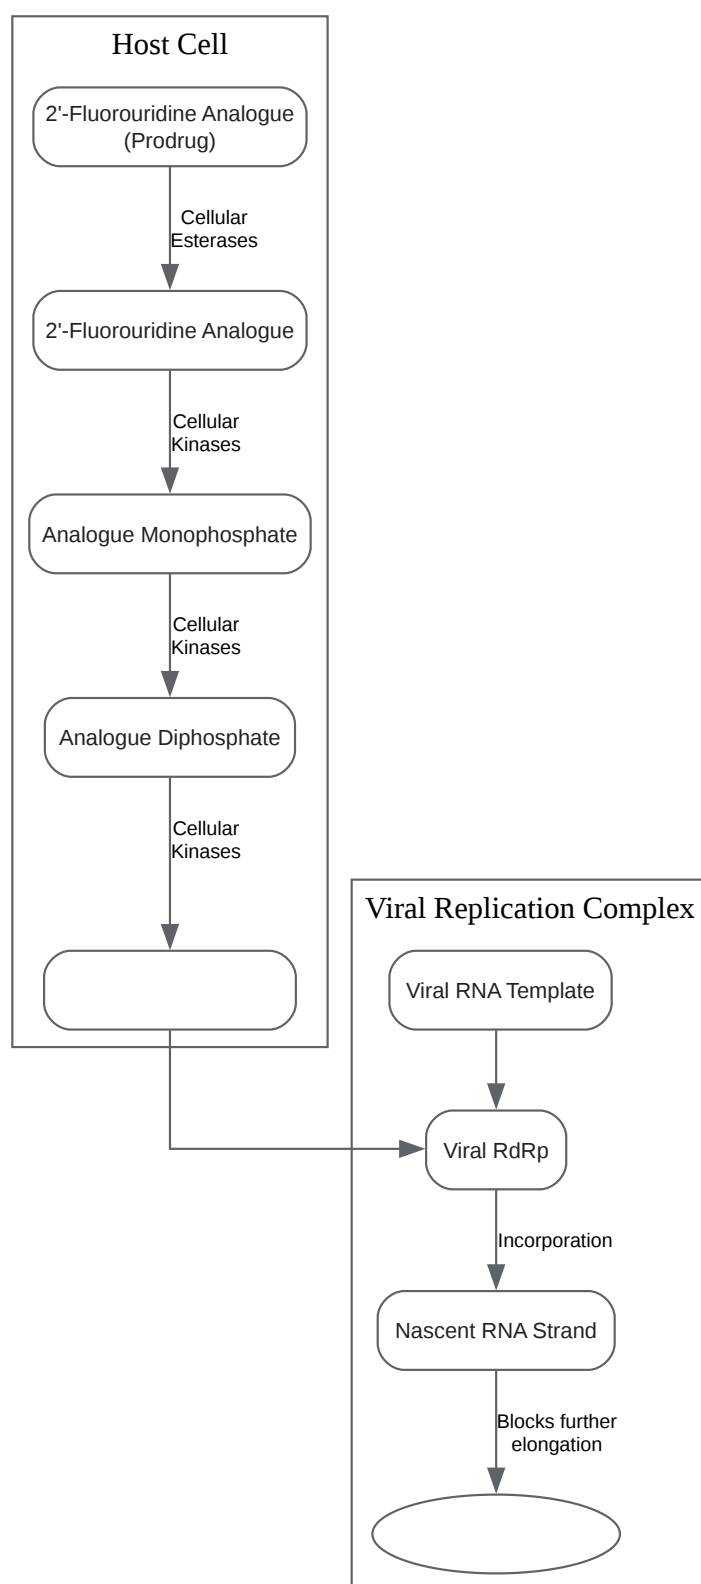 Host Cell
2'-Fluorouridine Analogue
(Prodrug)
Cellular
Esterases
2'-Fluorouridine Analogue
Cellular
Kinases
Analogue Monophosphate
Cellular
Kinases
Analogue Diphosphate
Cellular
Kinases
Viral Replication Complex
Viral RNA Template
Viral RdRp
Incorporation
Nascent RNA Strand
Blocks further
elongation